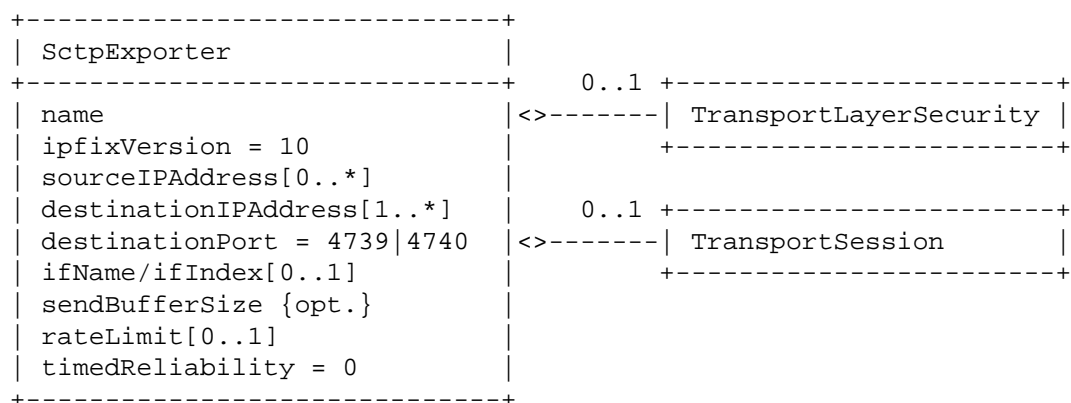 +------------------------------+
| SctpExporter                 |
+------------------------------+    0..1 +------------------------+
| name                         |<>-------| TransportLayerSecurity |
| ipfixVersion = 10            |         +------------------------+
| sourceIPAddress[0..*]        |
| destinationIPAddress[1..*]   |    0..1 +------------------------+
| destinationPort = 4739|4740  |<>-------| TransportSession       |
| ifName/ifIndex[0..1]         |         +------------------------+
| sendBufferSize {opt.}        |
| rateLimit[0..1]              |
| timedReliability = 0         |
+------------------------------+